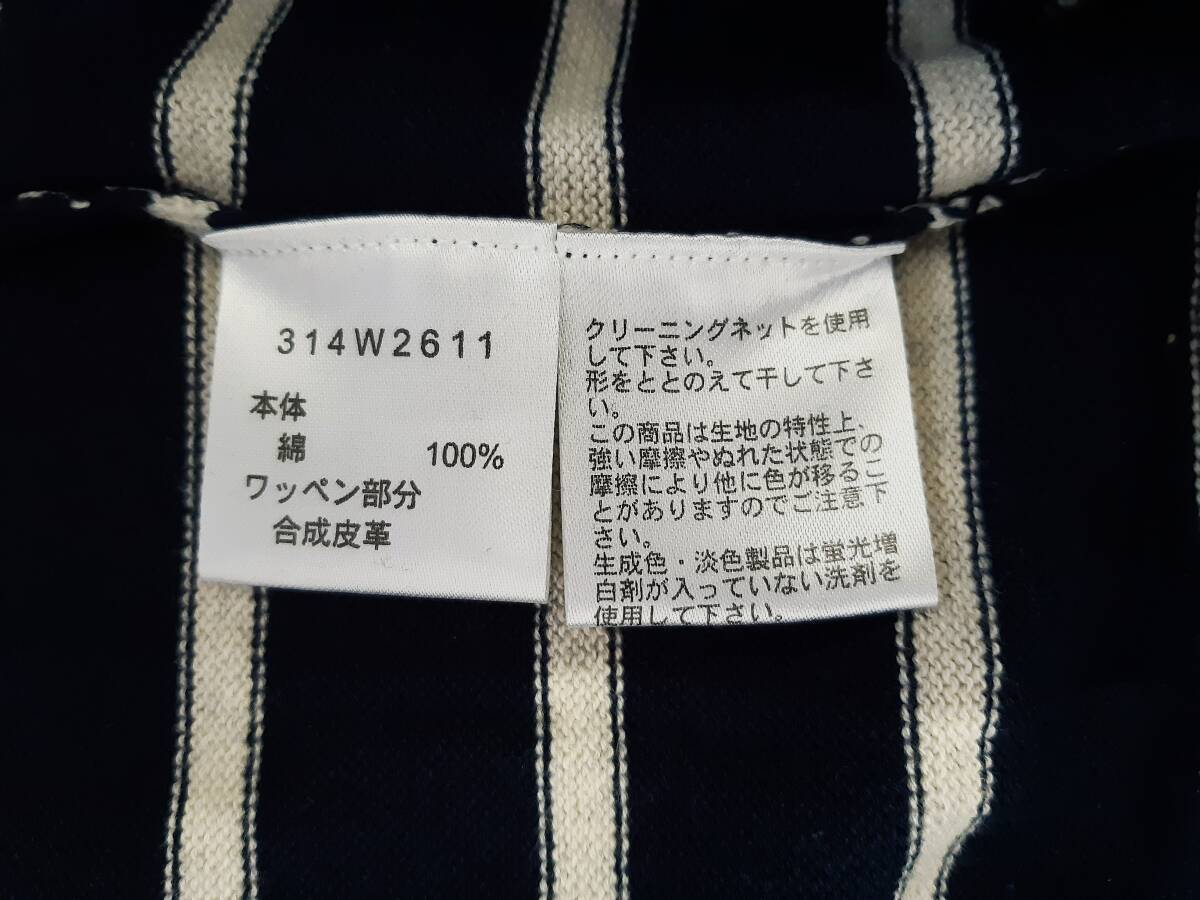 314W2611
本体
綿 100%
ワッペン部分
合成皮革
クリーニングネットを使用
して下さい。
形をととのえて干して下さ
い。
この商品は生地の特性上、
強い摩擦やぬれた状態での
摩擦により他に色が移るこ
とがありますのでご注意下
さい。
生成色・淡色製品は蛍光増
白剤が入っていない洗剤を
使用して下さい。